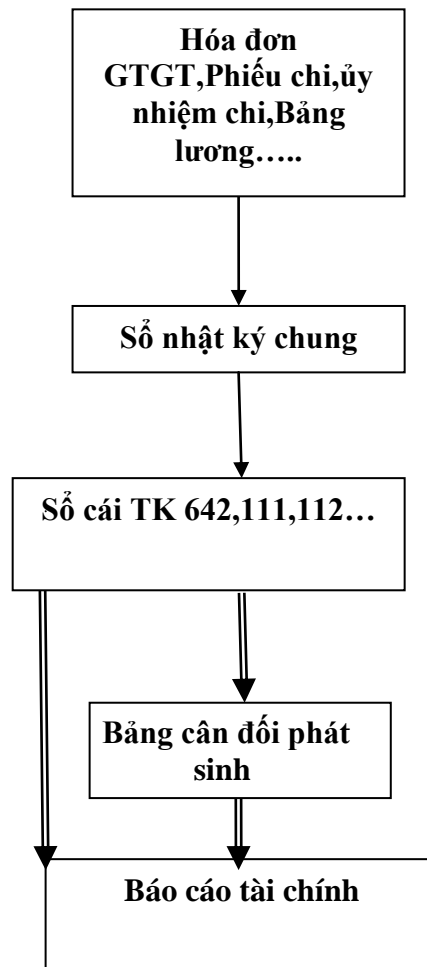 Hóa đơn
GTGT,Phiếu chi,ủy
nhiệm chi,Bảng
lương…..
Sổ nhật ký chung
Sổ cái TK 642,111,112…
Bảng cân đối phát
sinh
Báo cáo tài chính